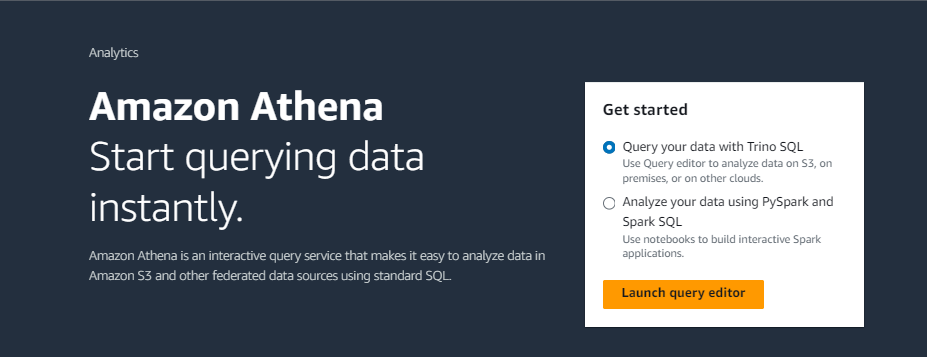 Analytics
Amazon Athena
Start querying data
instantly.
Amazon Athena is an interactive query service that makes it easy to analyze data in
Amazon S3 and other federated data sources using standard SQL.
Get started
Query your data with Trino SQL
Use Query editor to analyze data on S3, on
premises, or on other clouds.
Analyze your data using PySpark and
Spark SQL
Use notebooks to build interactive Spark
applications.
Launch query editor